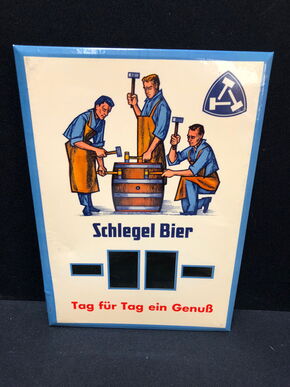 Schlegel Bier
Tag für Tag ein Genuß